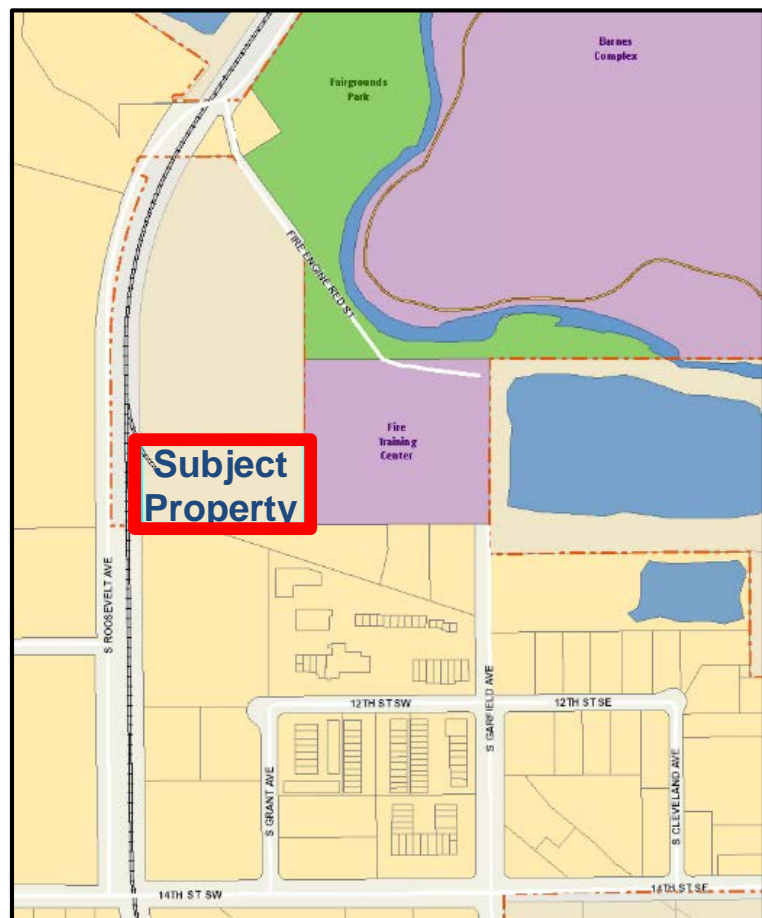 Barnes
Complex
Fairgrounds
Park
FIRE ENGINE RED ST
Fire
Training
Center
Subject
Property
S ROOSEVELT AVE
S GARFIELD AVE
12TH ST SW
12TH ST SE
S GRANT AVE
S CLEVELAND AVE
14TH ST SW
14TH ST SE